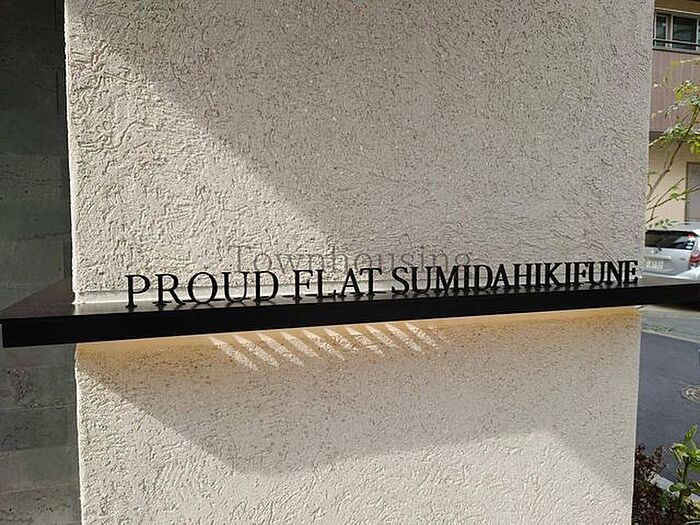 Townhousing
PROUD FLAT SUMIDAHIKIFUNE